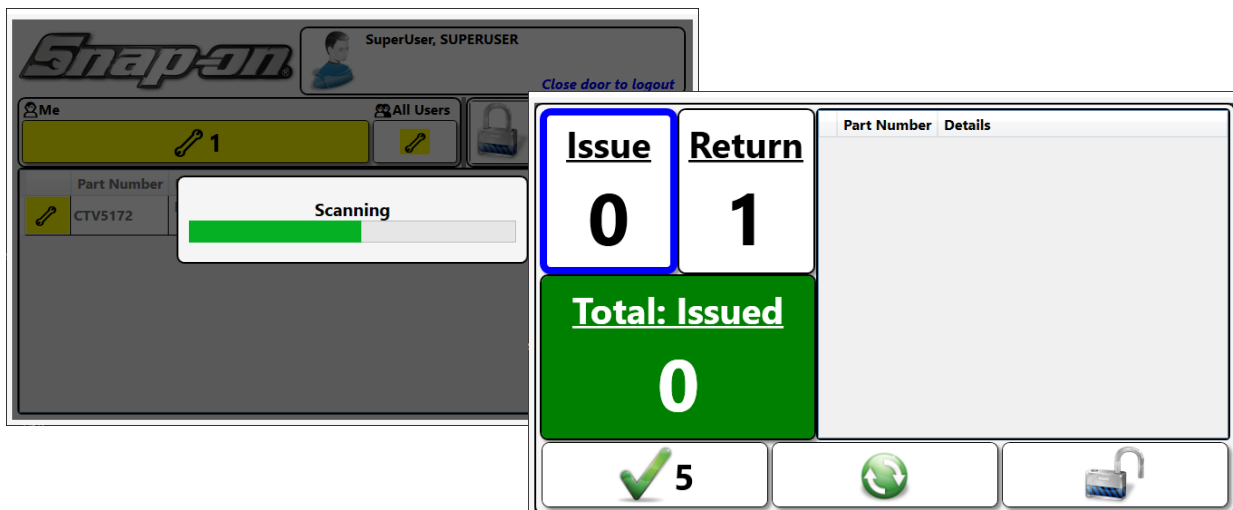 Snap-on
SuperUser, SUPERUSER
Close door to logout
Me
All Users
1
Part Number
CTV5172
Scanning
Issue
0
Return
1
Total: Issued
0
Part Number Details
5